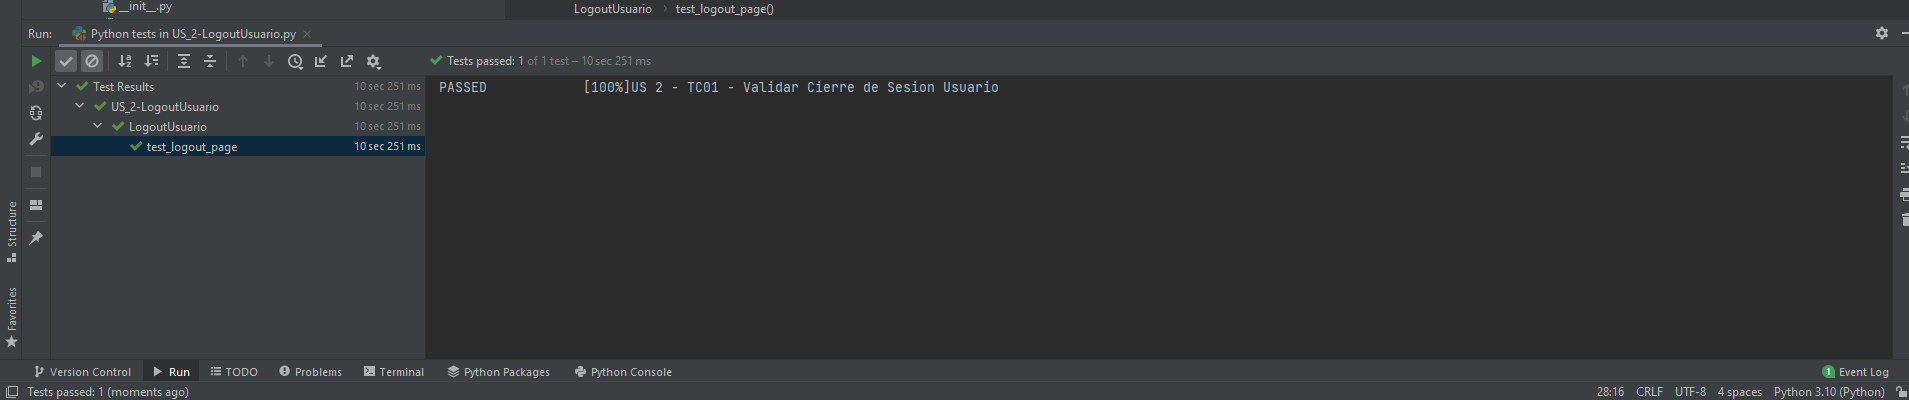 __init__.py
LogoutUsuario > test_logout_page()
Run: Python tests in US_2-LogoutUsuario.py
Tests passed: 1 of 1 test – 10 sec 251 ms
Test Results 10 sec 251 ms
US_2-LogoutUsuario 10 sec 251 ms
LogoutUsuario 10 sec 251 ms
test_logout_page 10 sec 251 ms
PASSED [100%]US 2 - TC01 - Validar Cierre de Sesion Usuario
Structure
Favorites
Version Control Run TODO Problems Terminal Python Packages Python Console 1 Event Log
Tests passed: 1 (moments ago) 28:16 CRLF UTF-8 4 spaces Python 3.10 (Python)